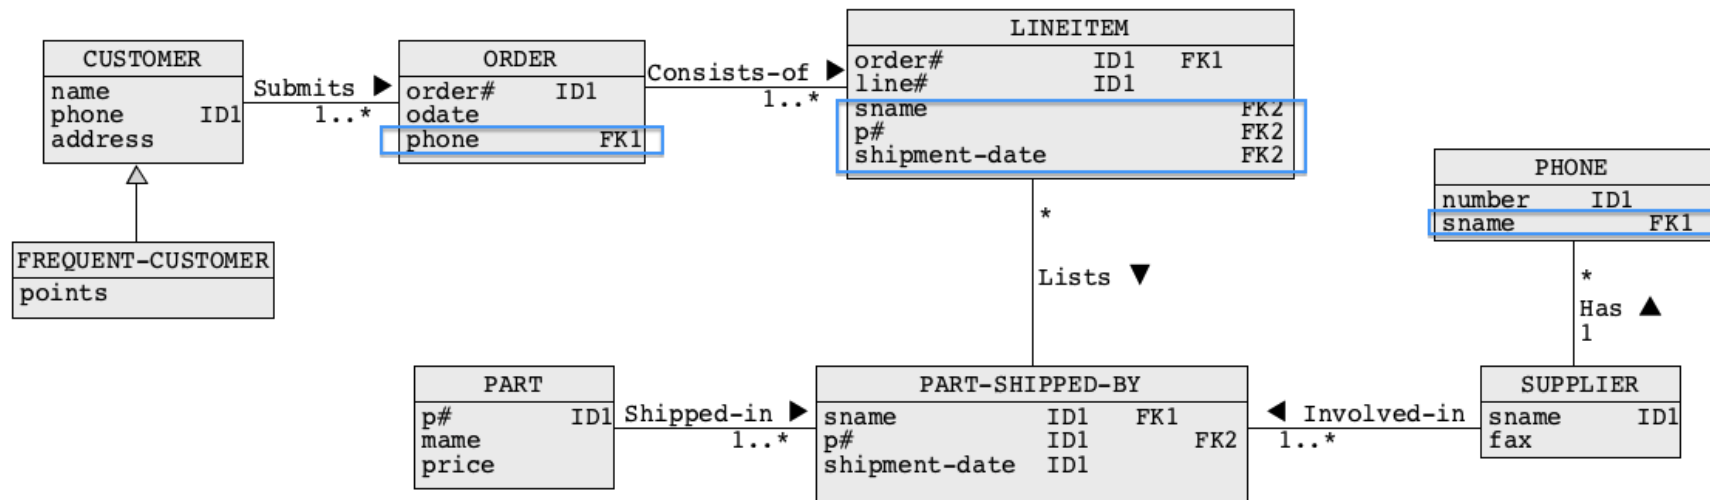 CUSTOMER
name
phone ID1
address
Submits ▶
1..*
ORDER
order# ID1
odate
phone FK1
Consists-of ▶
1..*
LINEITEM
order# ID1 FK1
line# ID1
sname FK2
p# FK2
shipment-date FK2
PHONE
number ID1
sname FK1
FREQUENT-CUSTOMER
points
*
Lists ▼
*
Has ▲
1
PART
p# ID1
mame
price
Shipped-in ▶
1..*
PART-SHIPPED-BY
sname ID1 FK1
p# ID1 FK2
shipment-date ID1
◀ Involved-in
1..*
SUPPLIER
sname ID1
fax